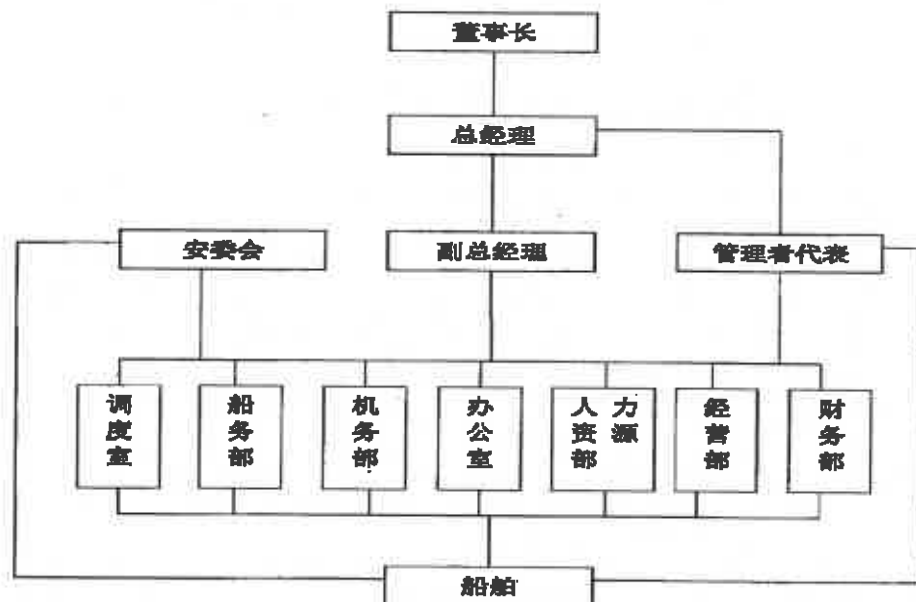 董事长
总经理
安委会
副总经理
管理者代表
调度室
船务部
机务部
办公室
人力资源部
经营部
财务部
船舶